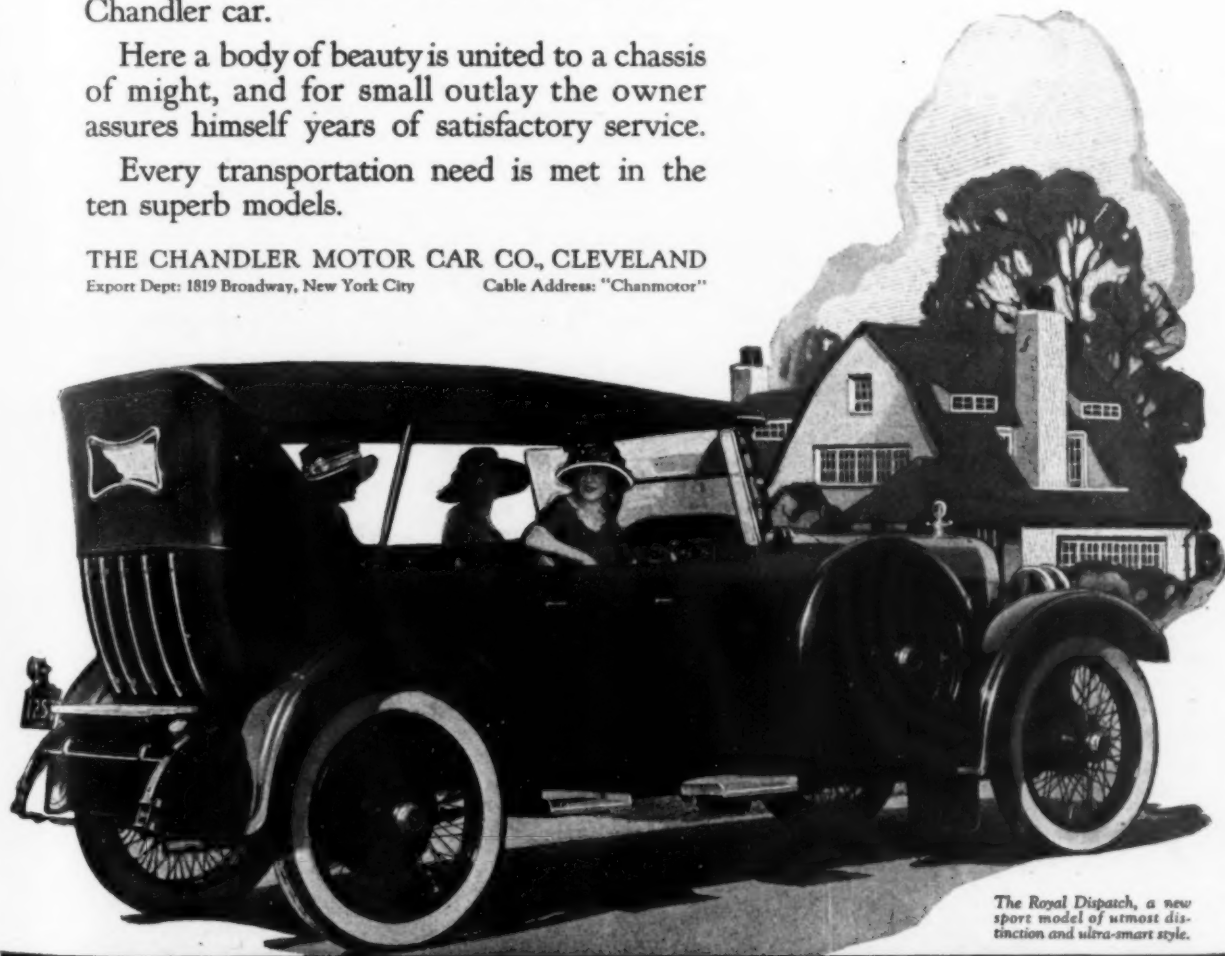 Chandler car.
Here a body of beauty is united to a chassis
of might, and for small outlay the owner
assures himself years of satisfactory service.
Every transportation need is met in the
ten superb models.
THE CHANDLER MOTOR CAR CO., CLEVELAND
Export Dept: 1819 Broadway, New York City Cable Address: "Chanmotor"
125
The Royal Dispatch, a new
sport model of utmost dis-
tinction and ultra-smart style.